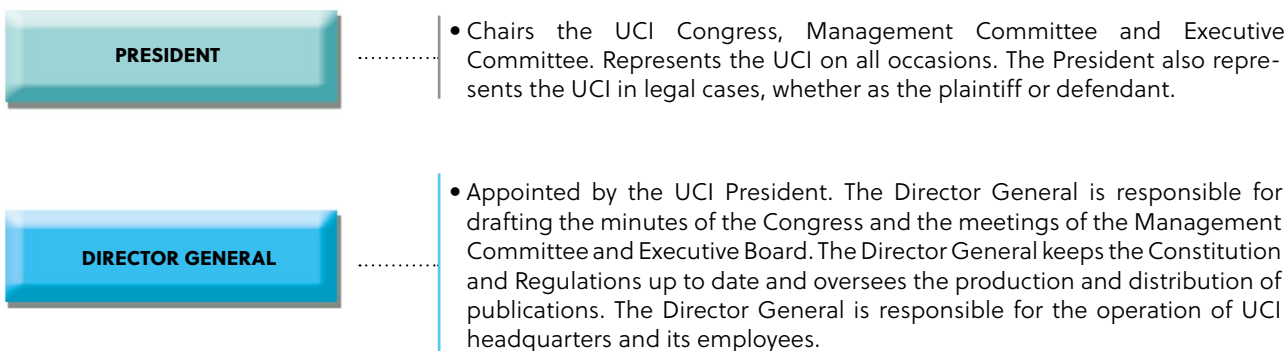 PRESIDENT
• Chairs the UCI Congress, Management Committee and Executive
Committee. Represents the UCI on all occasions. The President also repre-
sents the UCI in legal cases, whether as the plaintiff or defendant.
DIRECTOR GENERAL
• Appointed by the UCI President. The Director General is responsible for
drafting the minutes of the Congress and the meetings of the Management
Committee and Executive Board. The Director General keeps the Constitution
and Regulations up to date and oversees the production and distribution of
publications. The Director General is responsible for the operation of UCI
headquarters and its employees.